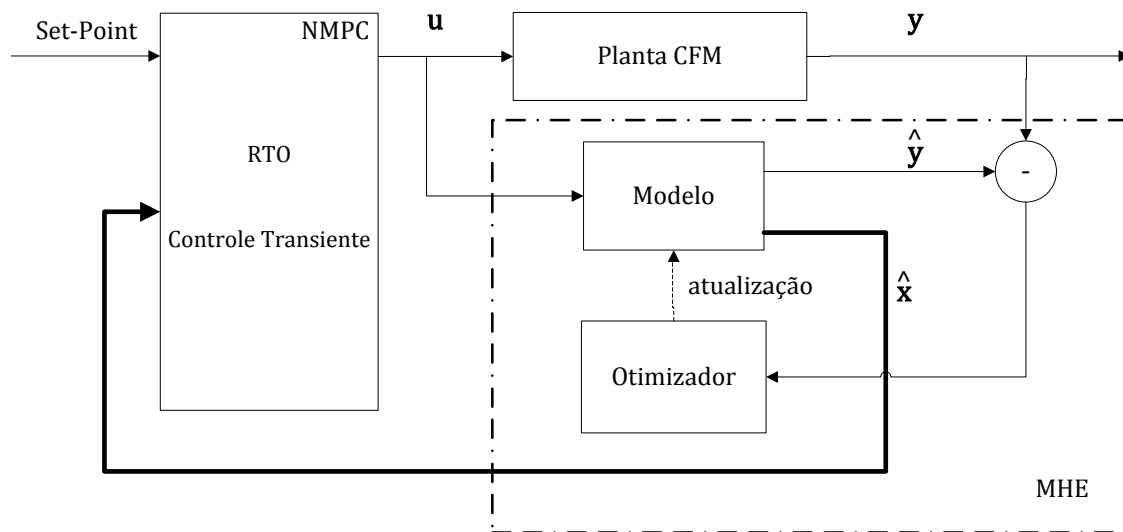 Set-Point
NMPC
u
Planta CFM
y
RTO
Controle Transiente
Modelo
ŷ
-
atualização
x̂
Otimizador
MHE